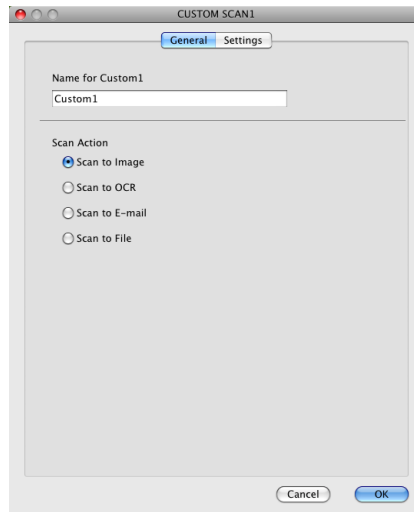 CUSTOM SCAN1
General Settings
Name for Custom1
Custom1
Scan Action
Scan to Image
Scan to OCR
Scan to E-mail
Scan to File
Cancel OK